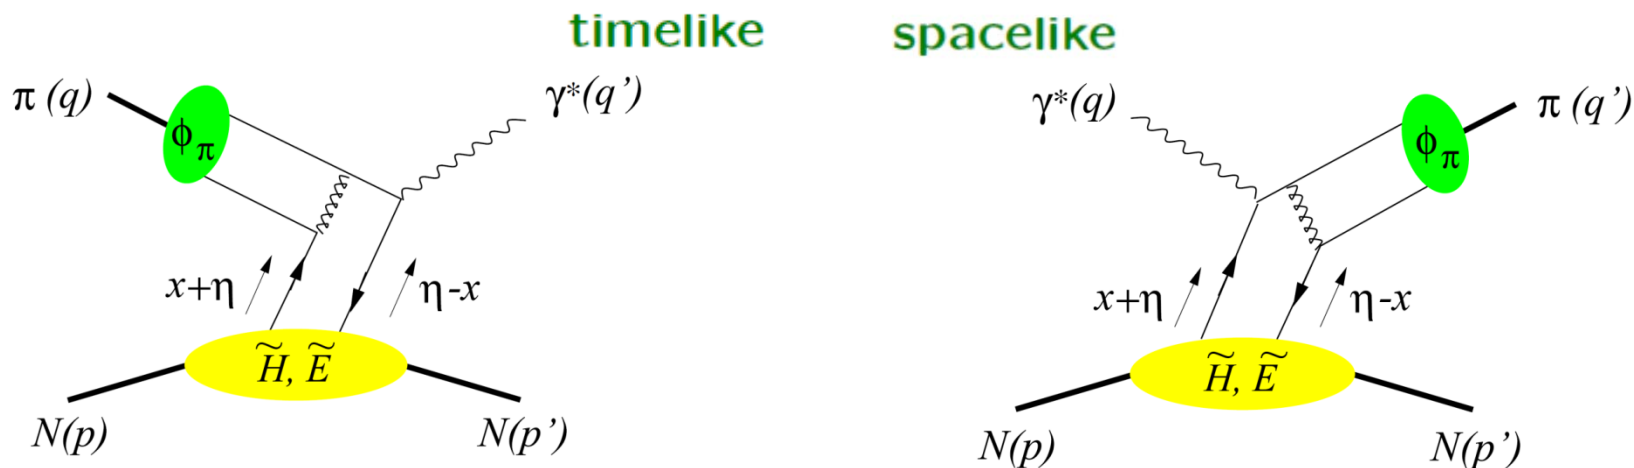 timelike
π (q)
γ*(q')
ϕπ
x+η
η-x
H̃, Ẽ
N(p)
N(p')
spacelike
γ*(q)
π (q')
ϕπ
x+η
η-x
H̃, Ẽ
N(p)
N(p')